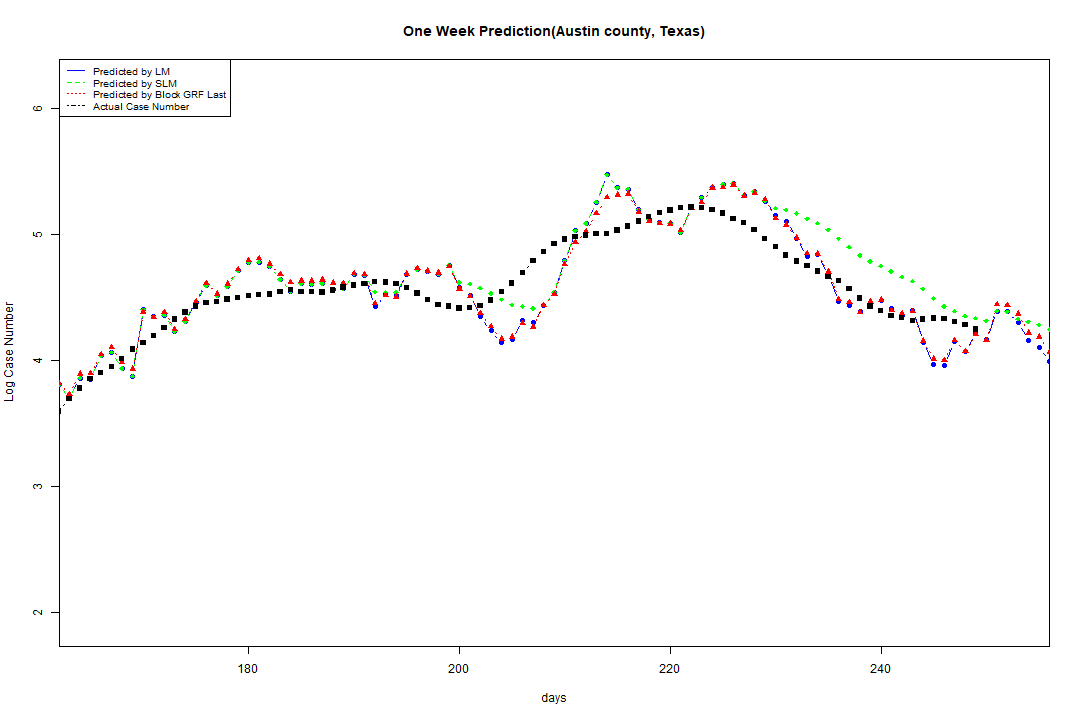 One Week Prediction(Austin county, Texas)
Predicted by LM
Predicted by SLM
Predicted by Block GRF Last
Actual Case Number
6
5
4
3
2
Log Case Number
180 200 220 240
days